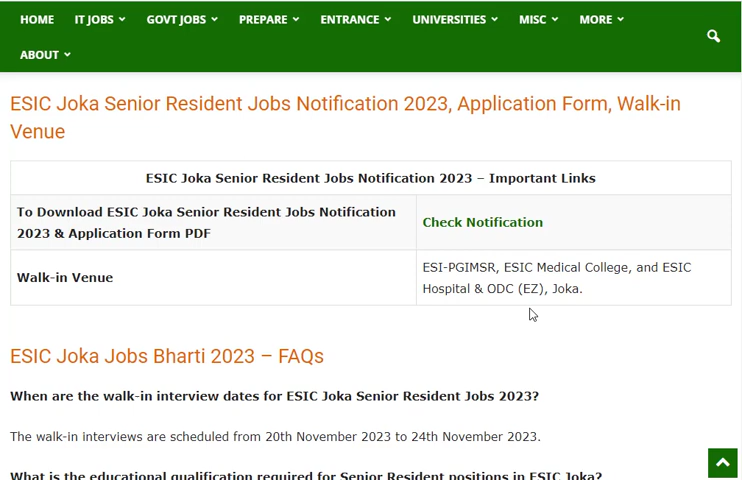 HOME IT JOBS GOVT JOBS PREPARE ENTRANCE UNIVERSITIES MISC MORE
ABOUT
ESIC Joka Senior Resident Jobs Notification 2023, Application Form, Walk-in
Venue
ESIC Joka Senior Resident Jobs Notification 2023 – Important Links
To Download ESIC Joka Senior Resident Jobs Notification
2023 & Application Form PDF
Check Notification
Walk-in Venue
ESI-PGIMSR, ESIC Medical College, and ESIC
Hospital & ODC (EZ), Joka.
ESIC Joka Jobs Bharti 2023 – FAQs
When are the walk-in interview dates for ESIC Joka Senior Resident Jobs 2023?
The walk-in interviews are scheduled from 20th November 2023 to 24th November 2023.
What is the educational qualification required for Senior Resident positions in ESIC Joka?